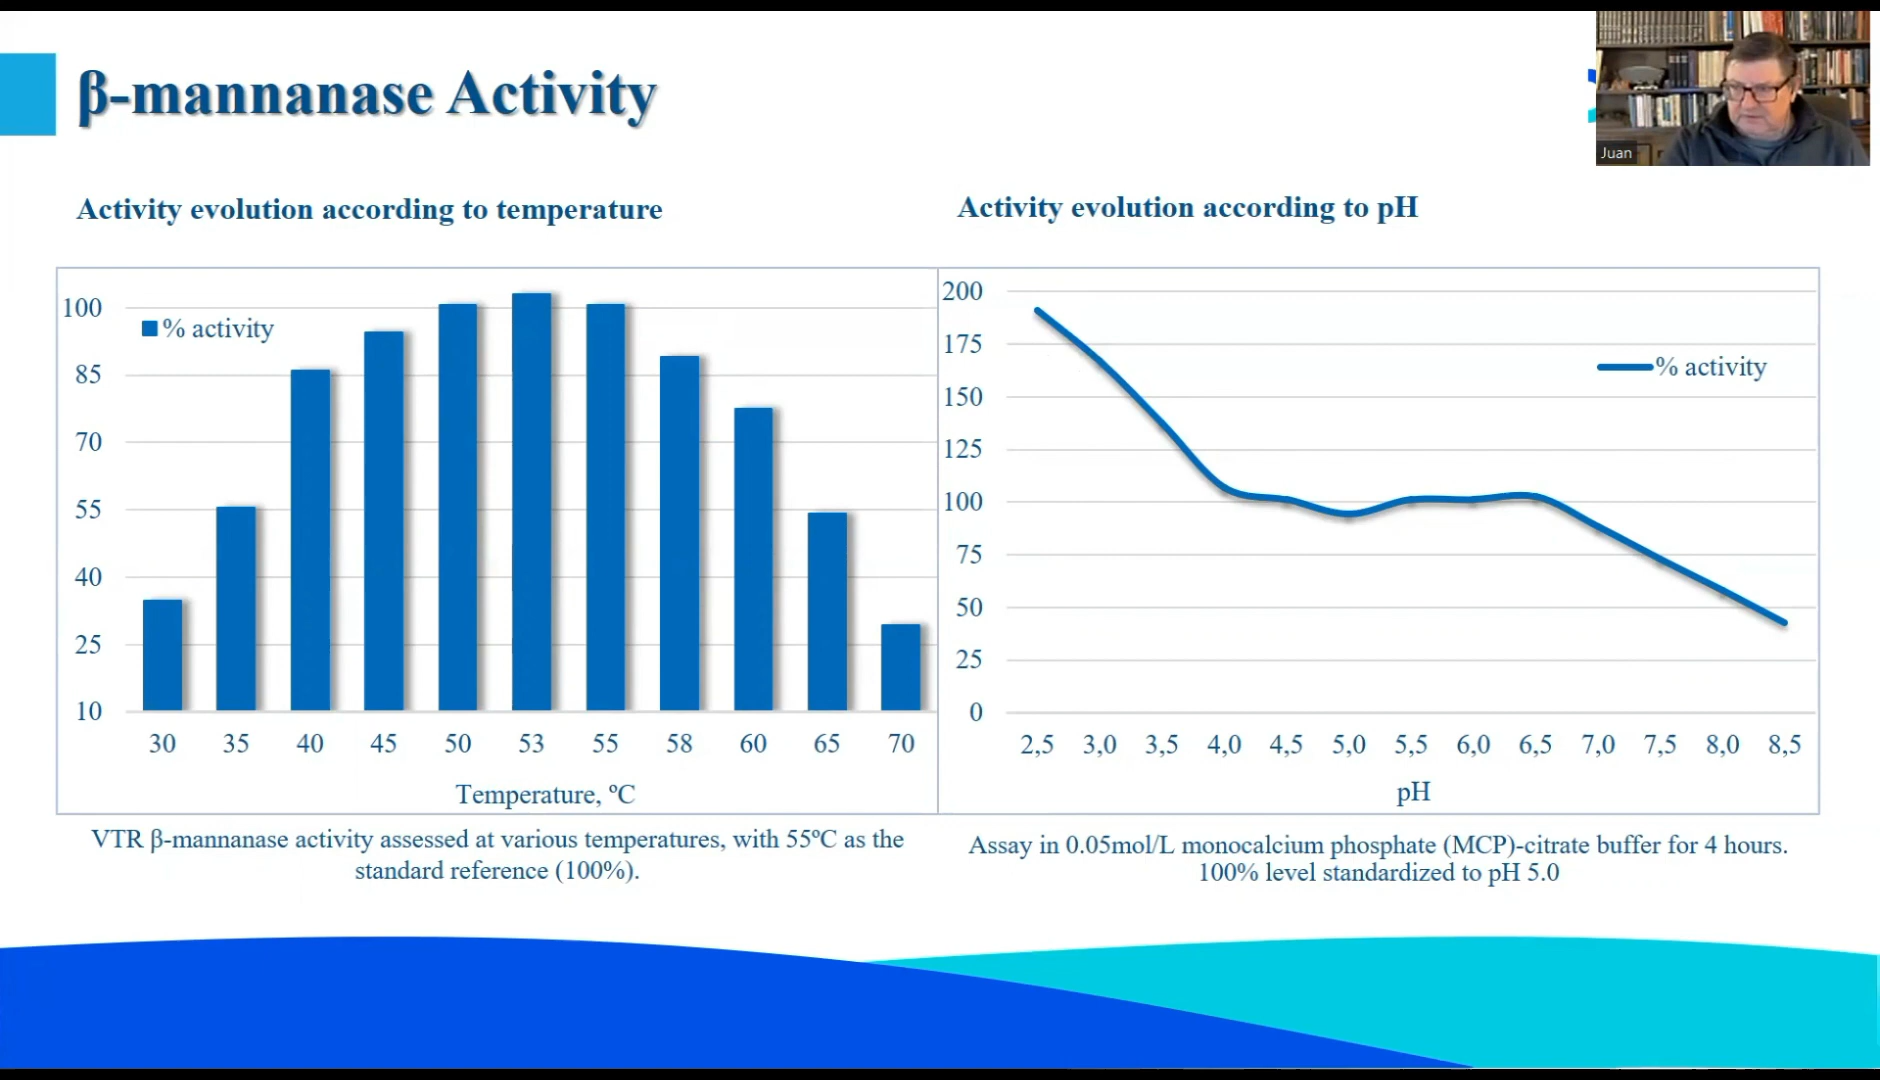 β-mannanase Activity
Juan
Activity evolution according to temperature
Activity evolution according to pH
100
85
70
55
40
25
10
% activity
30 35 40 45 50 53 55 58 60 65 70
Temperature, ºC
VTR β-mannanase activity assessed at various temperatures, with 55ºC as the
standard reference (100%).
200
175
150
125
100
75
50
25
0
% activity
2,5 3,0 3,5 4,0 4,5 5,0 5,5 6,0 6,5 7,0 7,5 8,0 8,5
pH
Assay in 0.05mol/L monocalcium phosphate (MCP)-citrate buffer for 4 hours.
100% level standardized to pH 5.0